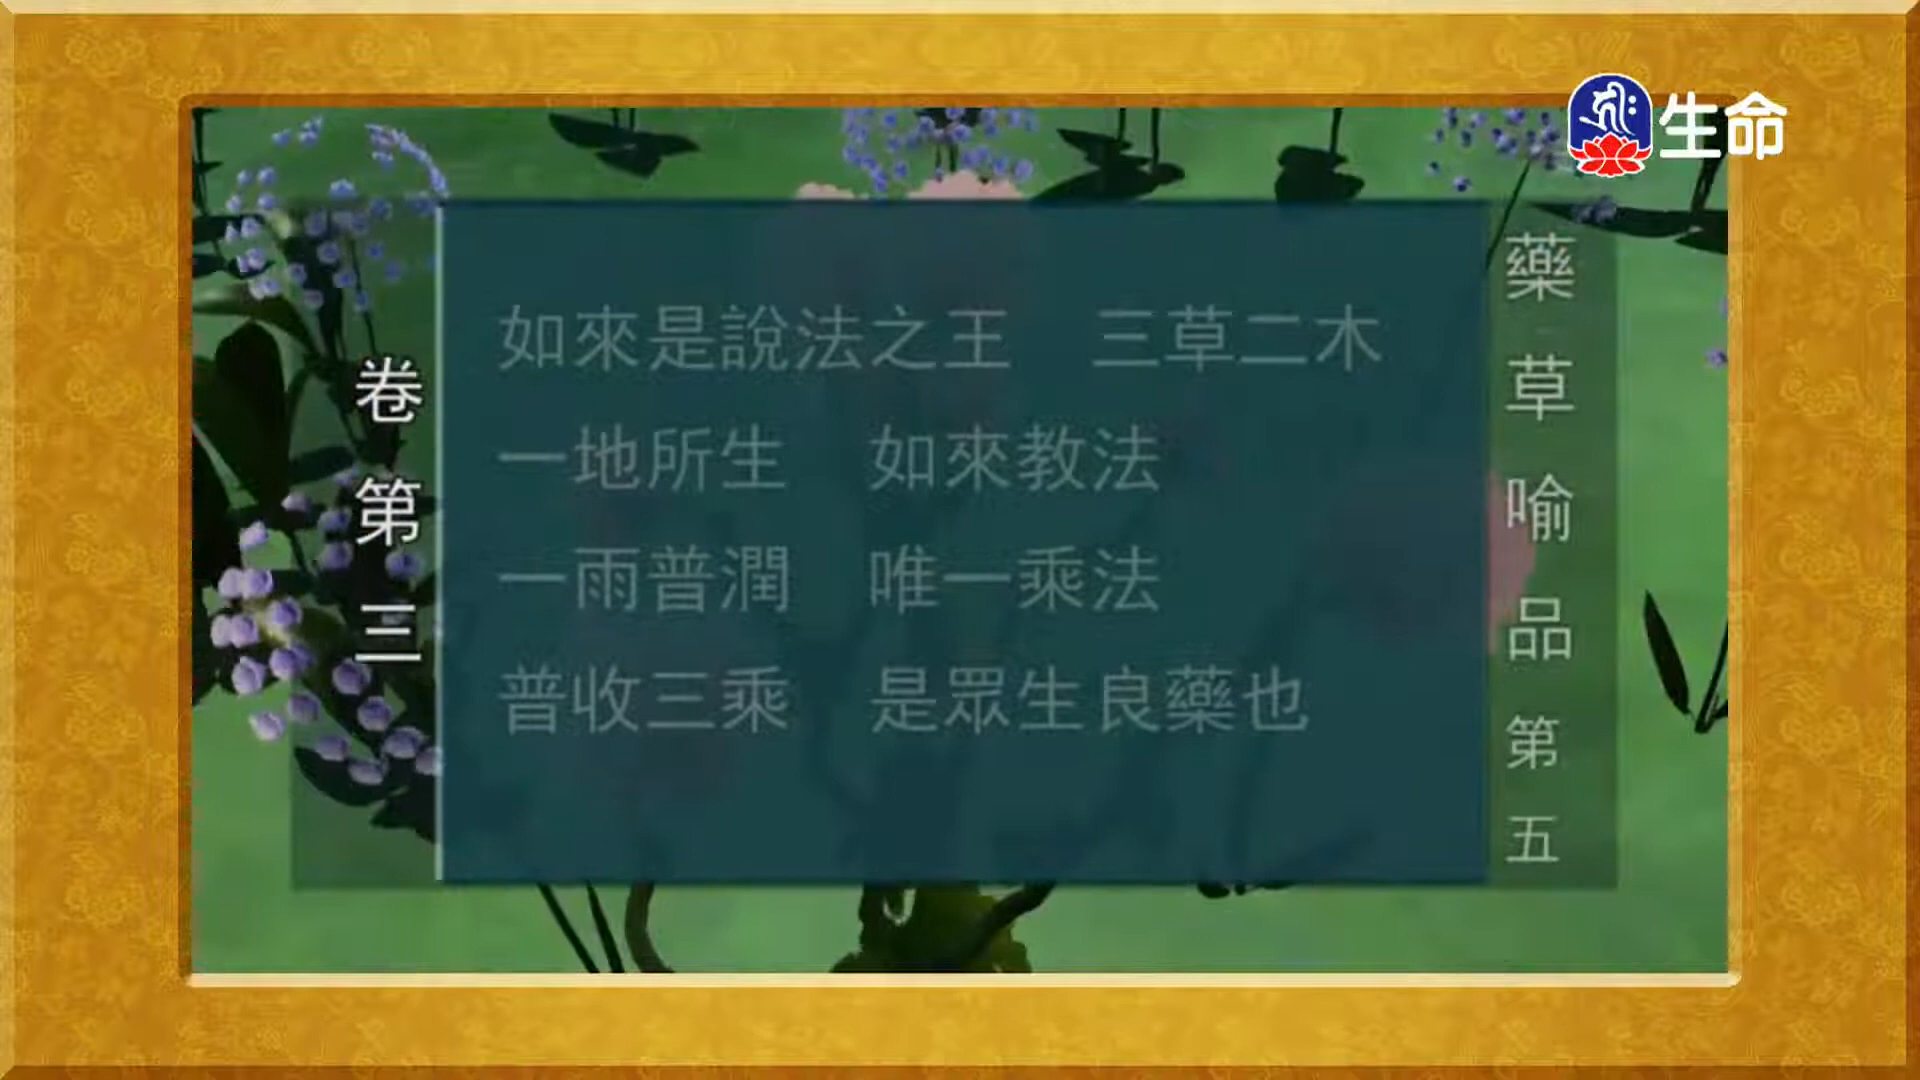 生命
藥草喻品第五
如來是說法之王 三草二木
一地所生 如來教法
一雨普潤 唯一乘法
普收三乘 是眾生良藥也
卷第三